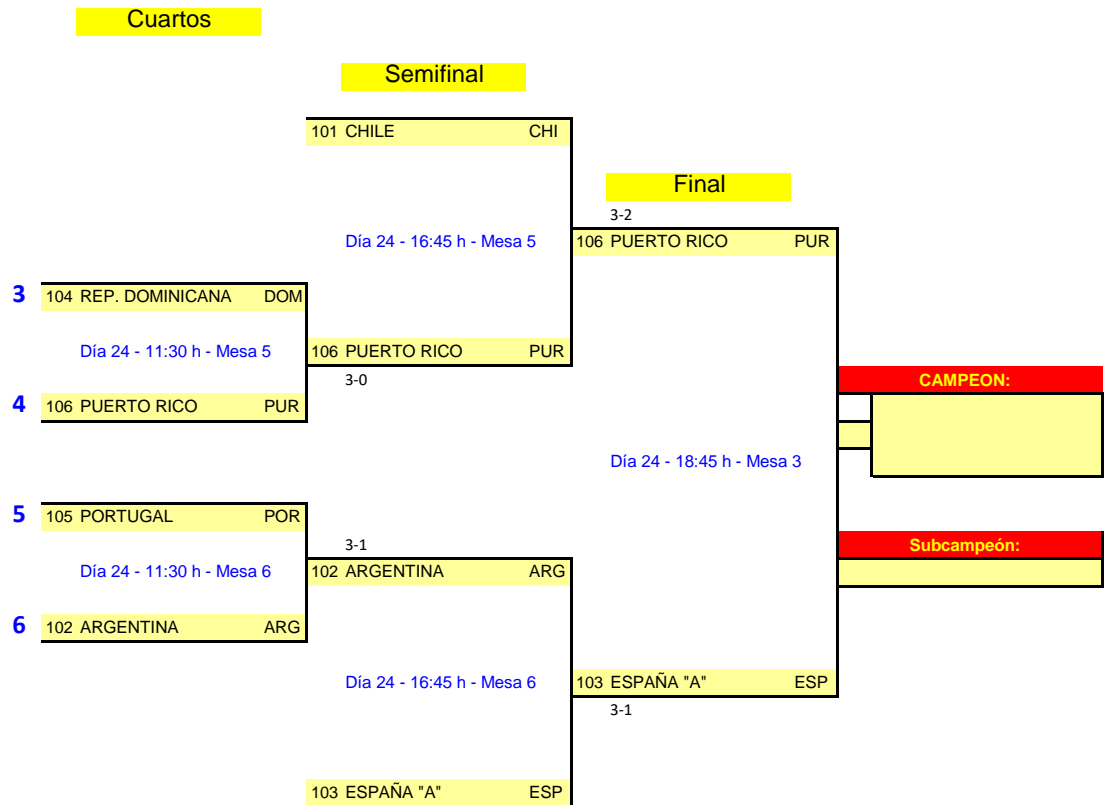 Cuartos
Semifinal
101 CHILE CHI
Final
3-2
Día 24 - 16:45 h - Mesa 5
106 PUERTO RICO PUR
3 104 REP. DOMINICANA DOM
Día 24 - 11:30 h - Mesa 5
106 PUERTO RICO PUR
3-0
CAMPEON:
4 106 PUERTO RICO PUR
Día 24 - 18:45 h - Mesa 3
5 105 PORTUGAL POR
3-1
Subcampeón:
Día 24 - 11:30 h - Mesa 6
102 ARGENTINA ARG
6 102 ARGENTINA ARG
Día 24 - 16:45 h - Mesa 6
103 ESPAÑA "A" ESP
3-1
103 ESPAÑA "A" ESP